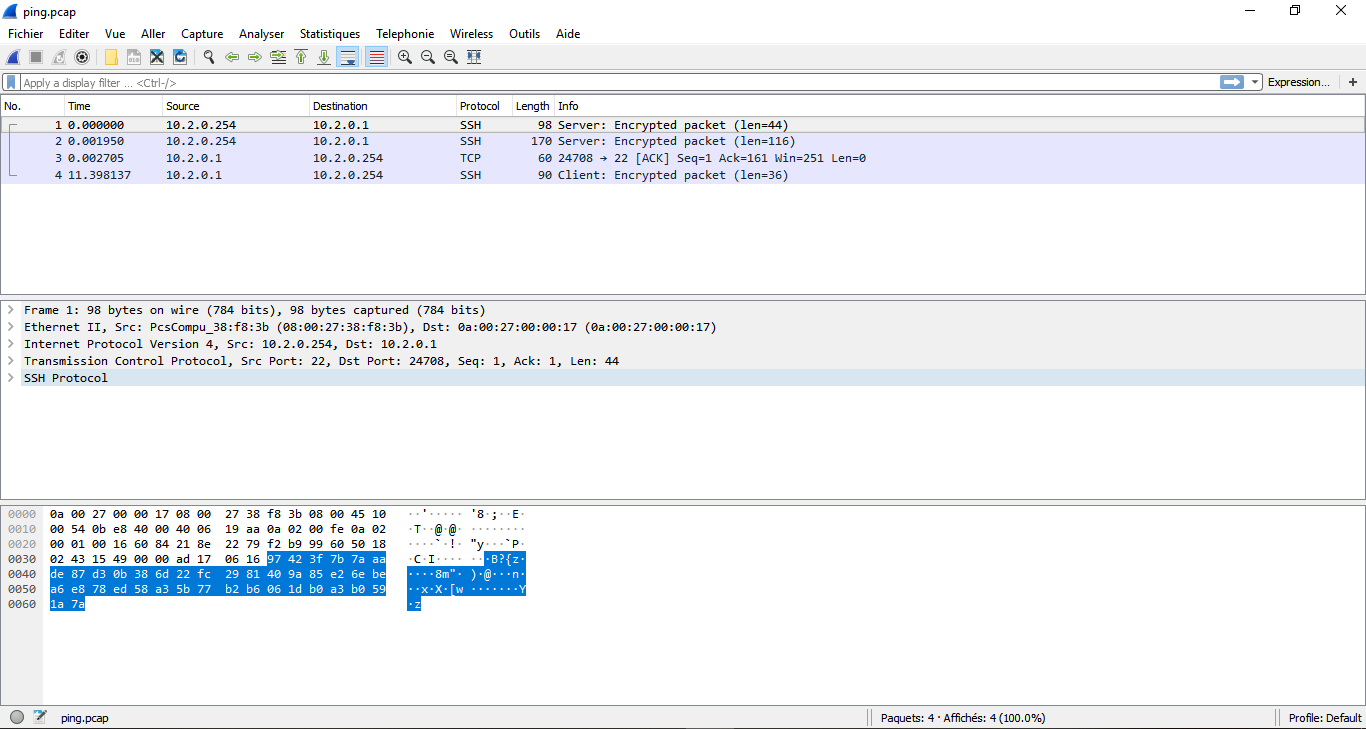 ping.pcap
Fichier Editer Vue Aller Capture Analyser Statistiques Telephonie Wireless Outils Aide
Apply a display filter ... <Ctrl-/> Expression... +
No. Time Source Destination Protocol Length Info
1 0.000000 10.2.0.254 10.2.0.1 SSH 98 Server: Encrypted packet (len=44)
2 0.001950 10.2.0.254 10.2.0.1 SSH 170 Server: Encrypted packet (len=116)
3 0.002705 10.2.0.1 10.2.0.254 TCP 60 24708 → 22 [ACK] Seq=1 Ack=161 Win=251 Len=0
4 11.398137 10.2.0.1 10.2.0.254 SSH 90 Client: Encrypted packet (len=36)
Frame 1: 98 bytes on wire (784 bits), 98 bytes captured (784 bits)
Ethernet II, Src: PcsCompu_38:f8:3b (08:00:27:38:f8:3b), Dst: 0a:00:27:00:00:17 (0a:00:27:00:00:17)
Internet Protocol Version 4, Src: 10.2.0.254, Dst: 10.2.0.1
Transmission Control Protocol, Src Port: 22, Dst Port: 24708, Seq: 1, Ack: 1, Len: 44
SSH Protocol
0000 0a 00 27 00 00 17 08 00 27 38 f8 3b 08 00 45 10 ··'····· '8·;··E·
0010 00 54 0b e8 40 00 40 06 19 aa 0a 02 00 fe 0a 02 ·T··@·@· ········
0020 00 01 00 16 60 84 21 8e 22 79 f2 b9 99 60 50 18 ····`·!· "y···`P·
0030 02 43 15 49 00 00 ad 17 06 16 97 42 3f 7b 7a aa ·C·I···· ···B?{z·
0040 de 87 d3 0b 38 6d 22 fc 29 81 40 9a 85 e2 6e be ····8m"· )·@···n·
0050 a6 e8 78 ed 58 a3 5b 77 b2 b6 06 1d b0 a3 b0 59 ··x·X·[w ·······Y
0060 1a 7a ·z
ping.pcap Paquets: 4 · Affichés: 4 (100.0%) Profile: Default